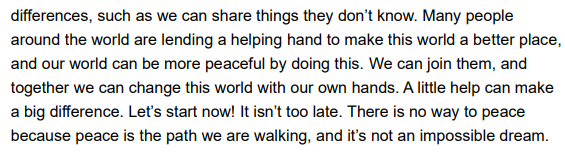 differences, such as we can share things they don’t know. Many people
around the world are lending a helping hand to make this world a better place,
and our world can be more peaceful by doing this. We can join them, and
together we can change this world with our own hands. A little help can make
a big difference. Let’s start now! It isn’t too late. There is no way to peace
because peace is the path we are walking, and it’s not an impossible dream.